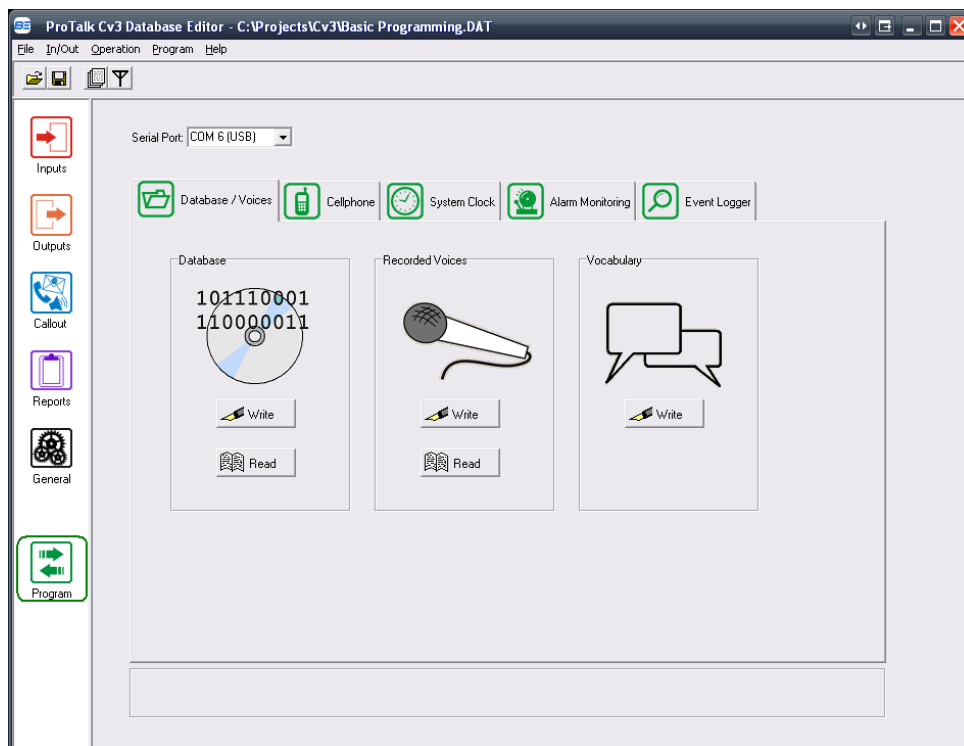 ProTalk Cv3 Database Editor - C:\Projects\Cv3\Basic Programming.DAT
File In/Out Operation Program Help
Inputs
Outputs
Callout
Reports
General
Program
Serial Port: COM 6 (USB)
Database / Voices Cellphone System Clock Alarm Monitoring Event Logger
Database Recorded Voices Vocabulary
101110001
110000011
Write Write Write
Read Read